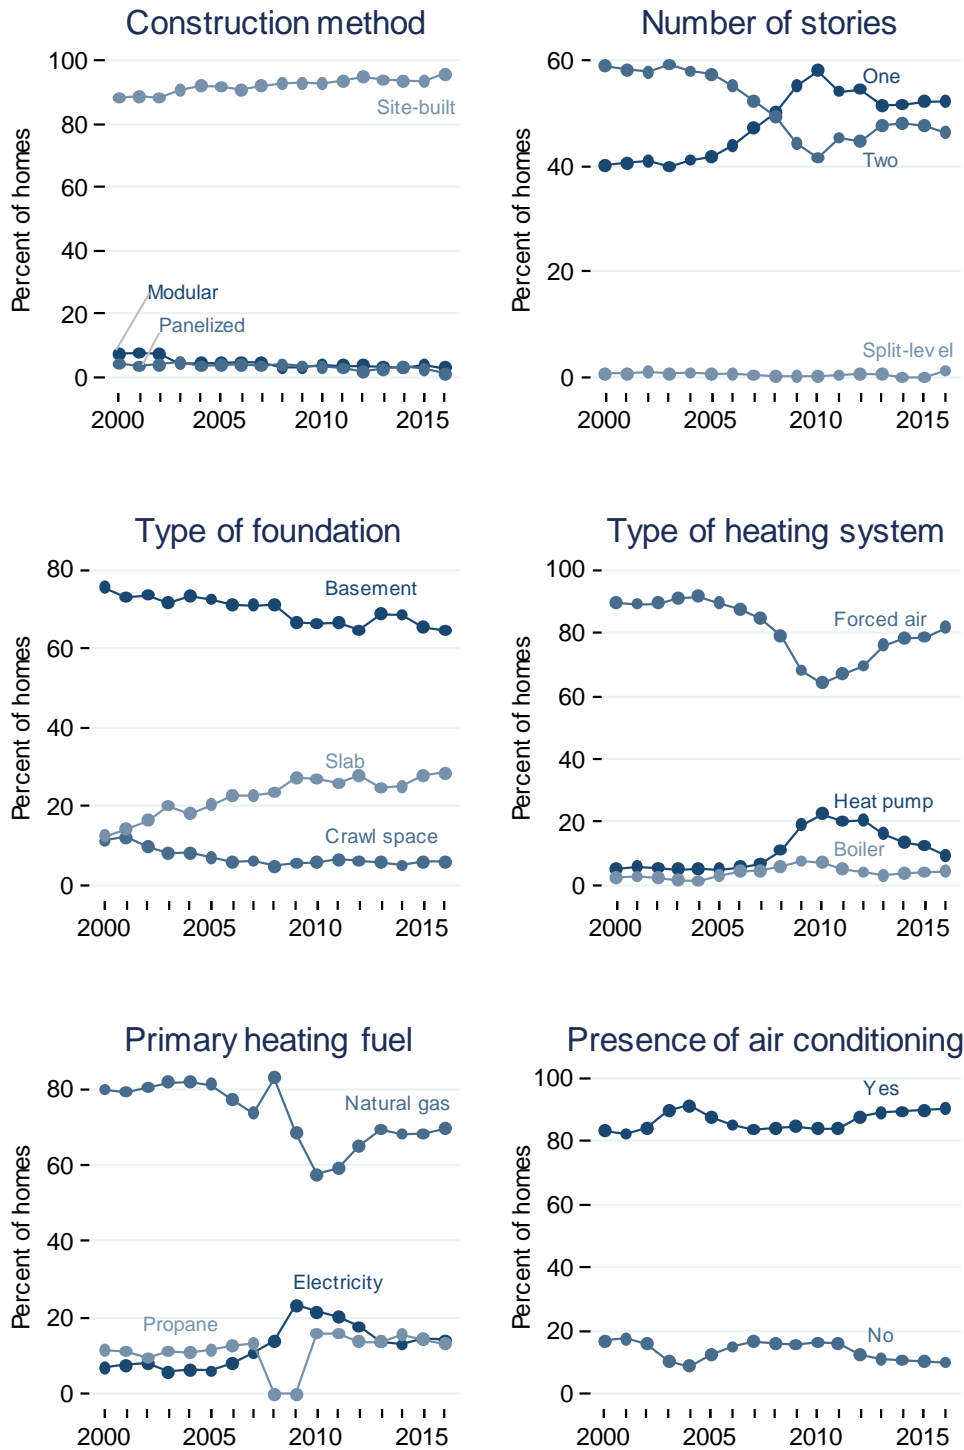 Construction method
Percent of homes
100
80
60
40
20
0
Site-built
Modular
Panelized
2000 2005 2010 2015
Number of stories
Percent of homes
60
40
20
0
One
Two
Split-level
2000 2005 2010 2015
Type of foundation
Percent of homes
80
60
40
20
0
Basement
Slab
Crawl space
2000 2005 2010 2015
Type of heating system
Percent of homes
100
80
60
40
20
0
Forced air
Heat pump
Boiler
2000 2005 2010 2015
Primary heating fuel
Percent of homes
80
60
40
20
0
Natural gas
Electricity
Propane
2000 2005 2010 2015
Presence of air conditioning
Percent of homes
100
80
60
40
20
0
Yes
No
2000 2005 2010 2015